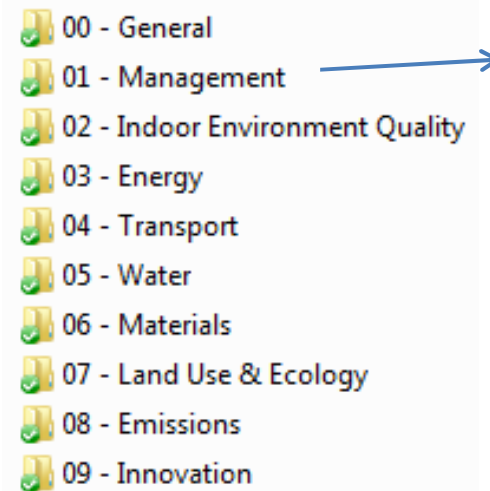 00 - General
01 - Management
02 - Indoor Environment Quality
03 - Energy
04 - Transport
05 - Water
06 - Materials
07 - Land Use & Ecology
08 - Emissions
09 - Innovation